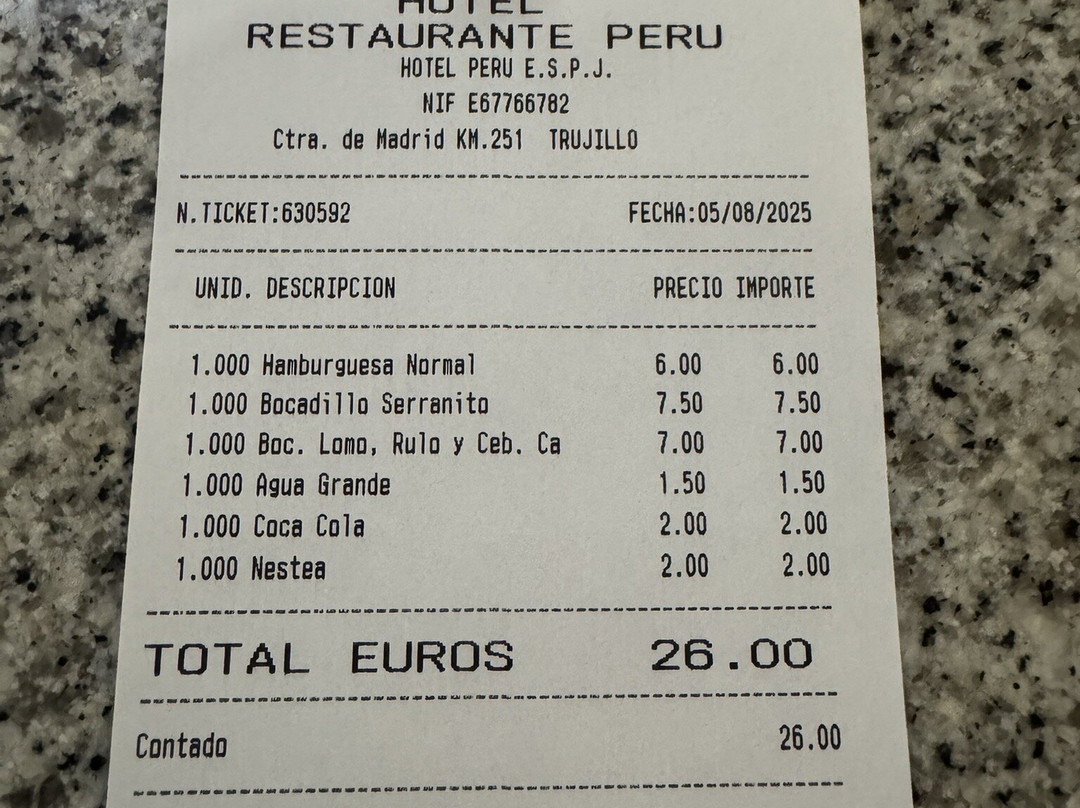 HOTEL
RESTAURANTE PERU
HOTEL PERU E.S.P.J.
NIF E67766782
Ctra. de Madrid KM.251 TRUJILLO
N.TICKET:630592 FECHA:05/08/2025
UNID. DESCRIPCION PRECIO IMPORTE
1.000 Hamburguesa Normal 6.00 6.00
1.000 Bocadillo Serranito 7.50 7.50
1.000 Boc. Lomo, Rulo y Ceb. Ca 7.00 7.00
1.000 Agua Grande 1.50 1.50
1.000 Coca Cola 2.00 2.00
1.000 Nestea 2.00 2.00
TOTAL EUROS 26.00
Contado 26.00